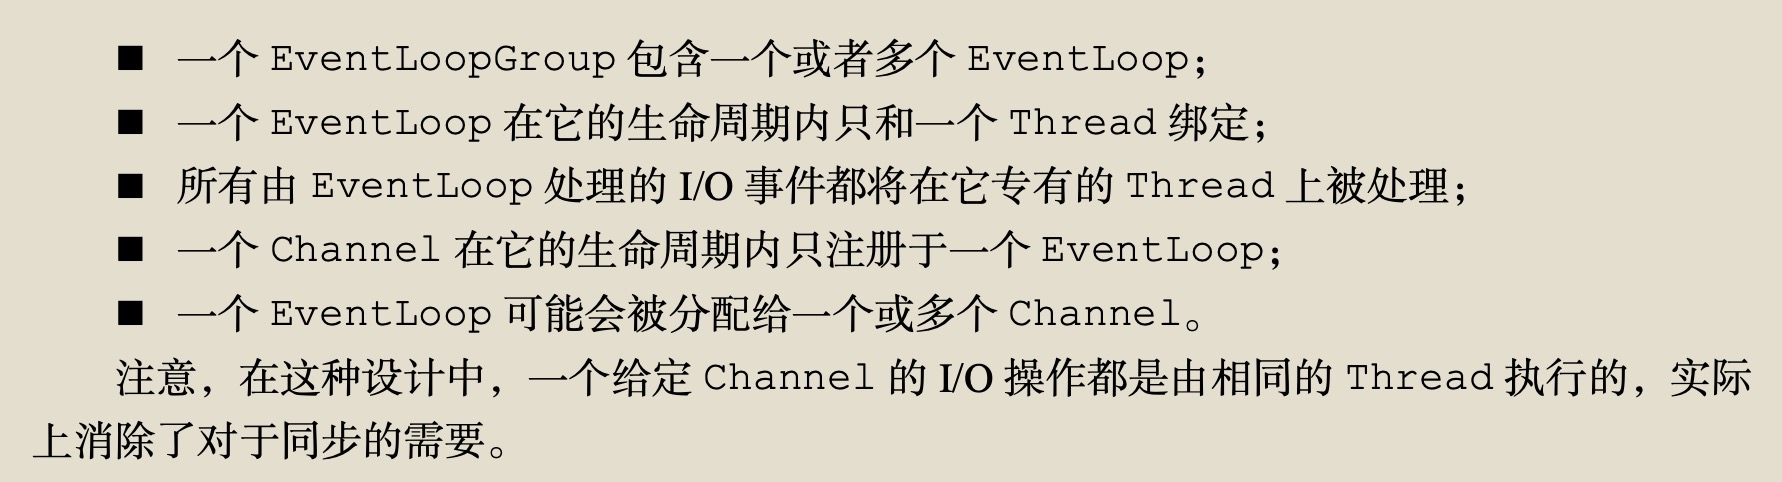 ■ 一个 EventLoopGroup 包含一个或者多个 EventLoop；
■ 一个 EventLoop 在它的生命周期内只和一个 Thread 绑定；
■ 所有由 EventLoop 处理的 I/O 事件都将在它专有的 Thread 上被处理；
■ 一个 Channel 在它的生命周期内只注册于一个 EventLoop；
■ 一个 EventLoop 可能会被分配给一个或多个 Channel。
注意，在这种设计中，一个给定 Channel 的 I/O 操作都是由相同的 Thread 执行的，实际
上消除了对于同步的需要。